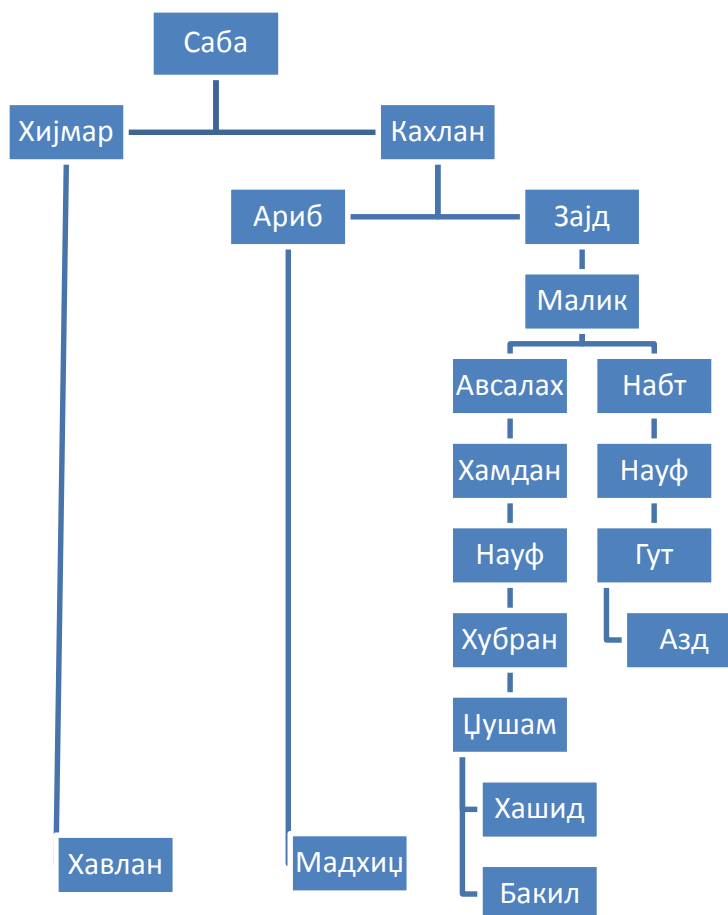 Саба
Хијмар
Кахлан
Ариб
Зајд
Малик
Авсалах
Набт
Хамдан
Науф
Науф
Гут
Хубран
Азд
Џушам
Хашид
Хавлан
Мадхиџ
Бакил